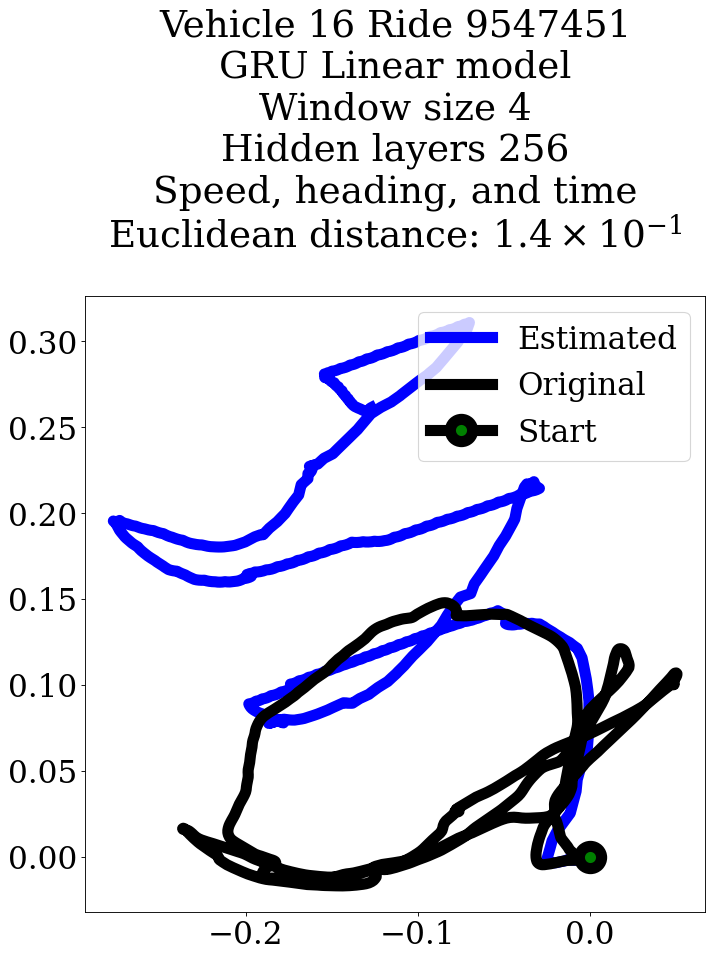 Vehicle 16 Ride 9547451
GRU Linear model
Window size 4
Hidden layers 256
Speed, heading, and time
Euclidean distance: 1.4 × 10⁻¹
Estimated
Original
Start
0.30
0.25
0.20
0.15
0.10
0.05
0.00
−0.2 −0.1 0.0